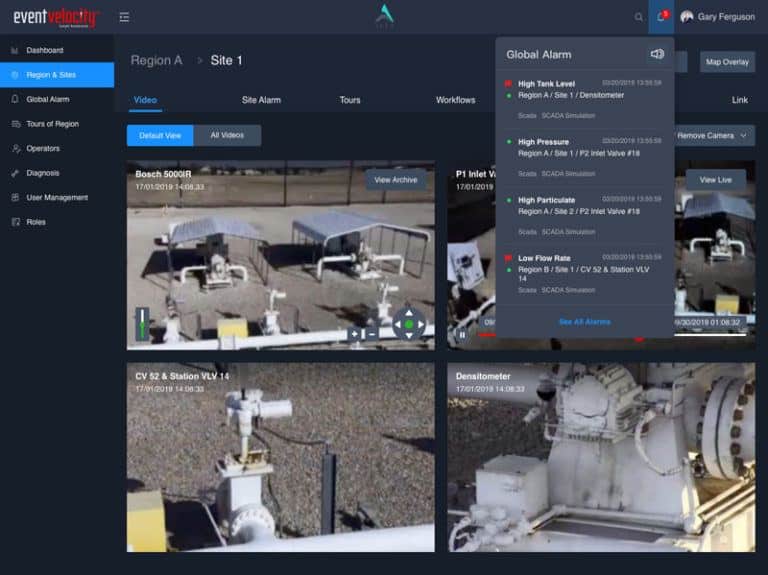 eventvelocity
Gary Ferguson
5
Dashboard
Region & Sites
Global Alarm
Tours of Region
Operators
Diagnosis
User Management
Roles
Region A > Site 1
Map Overlay
Video
Site Alarm
Tours
Workflows
Link
Default View
All Videos
Remove Camera
Bosch 5000IR
17/01/2019 14:08:33
View Archive
P1 Inlet
17/01/2019
View Live
9/30/2019 01:08:32
CV 52 & Station VLV 14
17/01/2019 14:08:33
Densitometer
17/01/2019 14:08:33
Global Alarm
High Tank Level
03/20/2019 13:55:59
Region A / Site 1 / Densitometer
Scada SCADA Simulation
High Pressure
03/20/2019 13:55:59
Region A / Site 1 / P2 Inlet Valve #18
Scada SCADA Simulation
High Particulate
03/20/2019 13:55:59
Region A / Site 2 / P2 Inlet Valve #18
Scada SCADA Simulation
Low Flow Rate
03/20/2019 13:55:59
Region B / Site 1 / CV 52 & Station VLV
14
Scada SCADA Simulation
See All Alarms